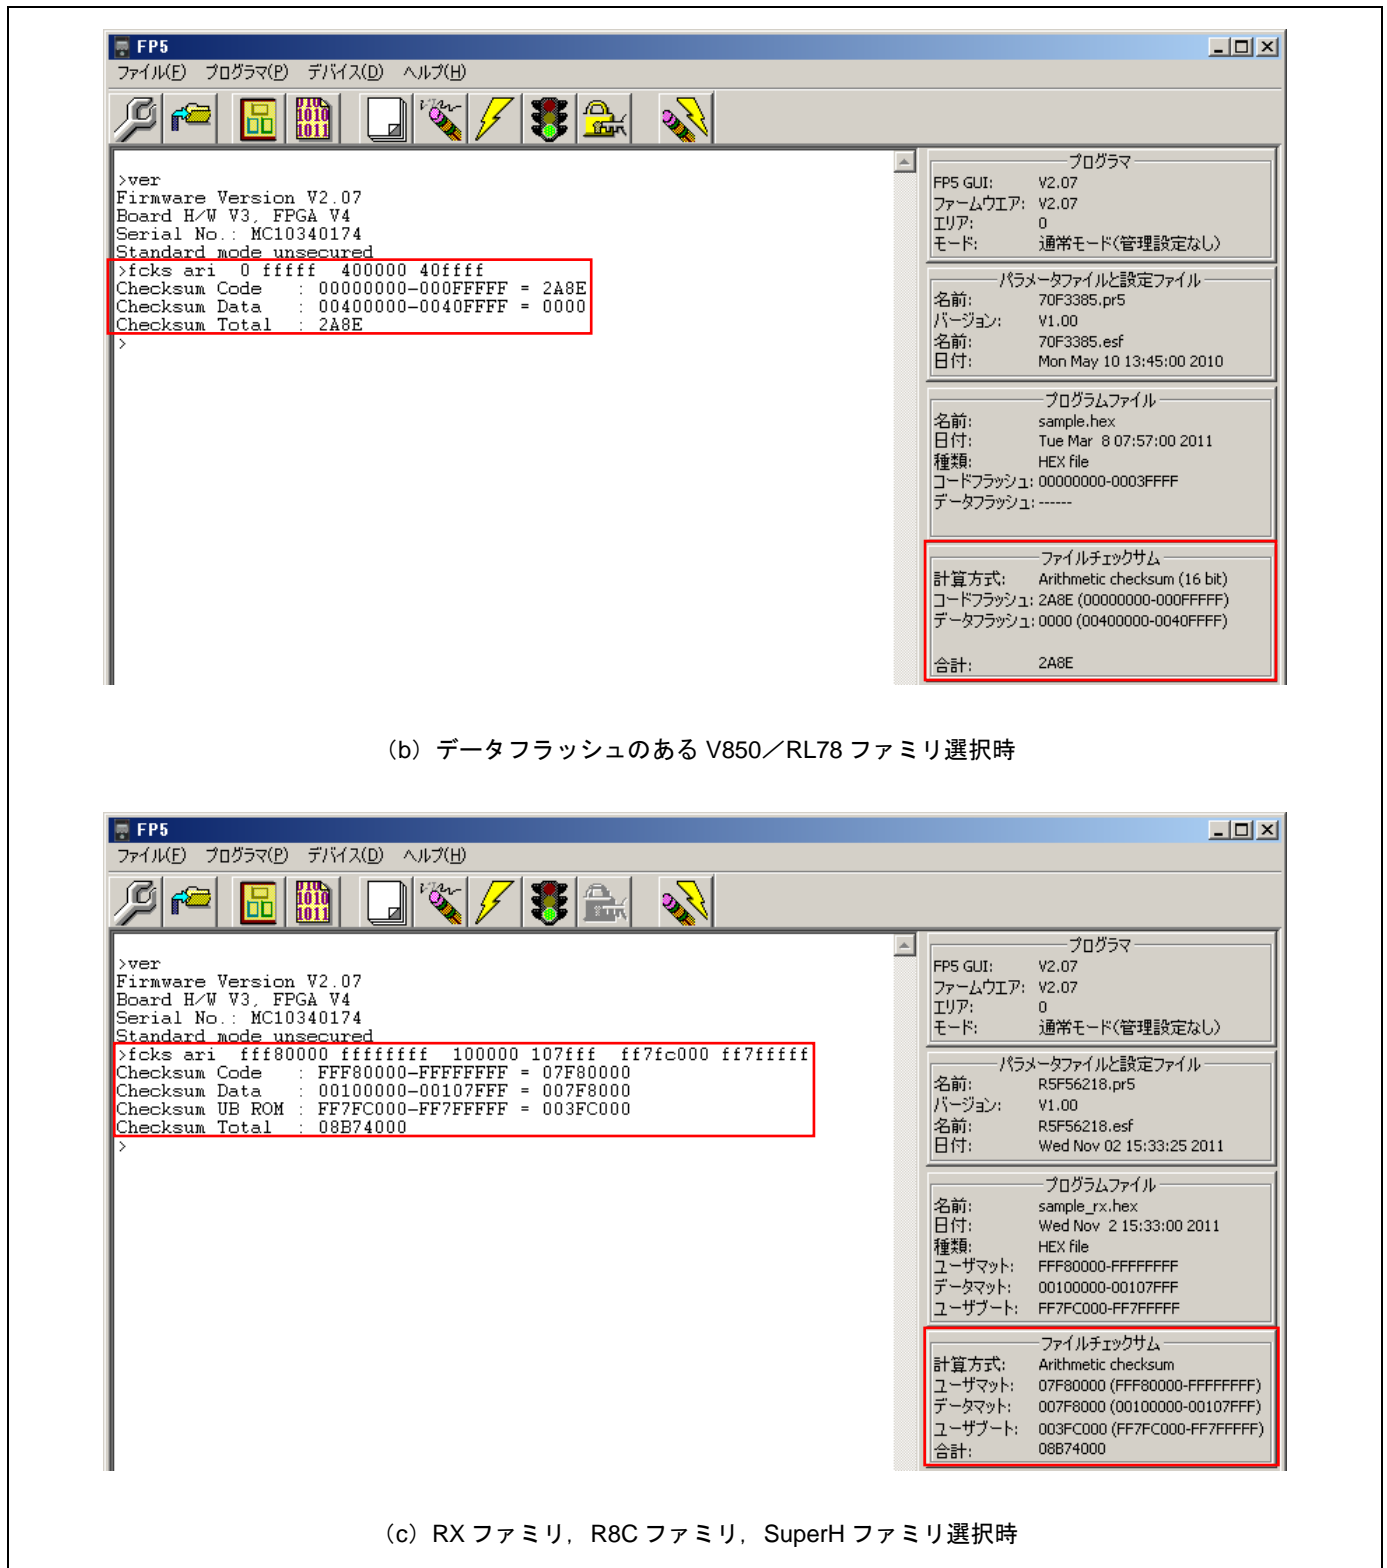 FP5
ファイル(F) プログラマ(P) デバイス(D) ヘルプ(H)
>ver
Firmware Version V2.07
Board H/W V3, FPGA V4
Serial No.: MC10340174
Standard mode unsecured
>fcks ari 0 fffff 400000 40ffff
Checksum Code : 00000000-000FFFFF = 2A8E
Checksum Data : 00400000-0040FFFF = 0000
Checksum Total : 2A8E
>
プログラマ
FP5 GUI: V2.07
ファームウエア: V2.07
エリア: 0
モード: 通常モード(管理設定なし)
パラメータファイルと設定ファイル
名前: 70F3385.pr5
バージョン: V1.00
名前: 70F3385.esf
日付: Mon May 10 13:45:00 2010
プログラムファイル
名前: sample.hex
日付: Tue Mar 8 07:57:00 2011
種類: HEX file
コードフラッシュ: 00000000-0003FFFF
データフラッシュ: ------
ファイルチェックサム
計算方式: Arithmetic checksum (16 bit)
コードフラッシュ: 2A8E (00000000-000FFFFF)
データフラッシュ: 0000 (00400000-0040FFFF)
合計: 2A8E
（b）データフラッシュのある V850／RL78 ファミリ選択時
FP5
ファイル(F) プログラマ(P) デバイス(D) ヘルプ(H)
>ver
Firmware Version V2.07
Board H/W V3, FPGA V4
Serial No.: MC10340174
Standard mode unsecured
>fcks ari fff80000 ffffffff 100000 107fff ff7fc000 ff7fffff
Checksum Code : FFF80000-FFFFFFFF = 07F80000
Checksum Data : 00100000-00107FFF = 007F8000
Checksum UB ROM : FF7FC000-FF7FFFFF = 003FC000
Checksum Total : 08B74000
>
プログラマ
FP5 GUI: V2.07
ファームウエア: V2.07
エリア: 0
モード: 通常モード(管理設定なし)
パラメータファイルと設定ファイル
名前: R5F56218.pr5
バージョン: V1.00
名前: R5F56218.esf
日付: Wed Nov 02 15:33:25 2011
プログラムファイル
名前: sample_rx.hex
日付: Wed Nov 2 15:33:00 2011
種類: HEX file
ユーザマット: FFF80000-FFFFFFFF
データマット: 00100000-00107FFF
ユーザブート: FF7FC000-FF7FFFFF
ファイルチェックサム
計算方式: Arithmetic checksum
ユーザマット: 07F80000 (FFF80000-FFFFFFFF)
データマット: 007F8000 (00100000-00107FFF)
ユーザブート: 003FC000 (FF7FC000-FF7FFFFF)
合計: 08B74000
（c）RX ファミリ，R8C ファミリ，SuperH ファミリ選択時